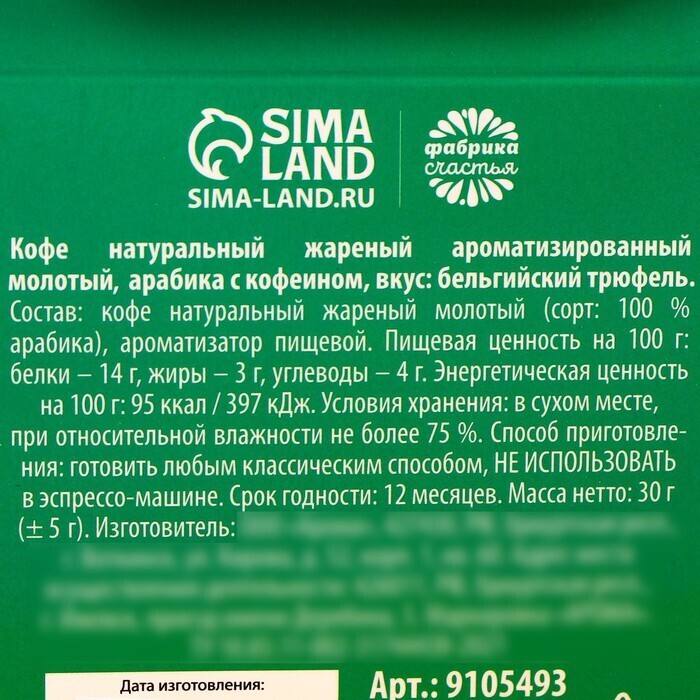 SIMA
LAND
SIMA-LAND.RU
фабрика
счастья
Кофе натуральный жареный ароматизированный
молотый, арабика с кофеином, вкус: бельгийский трюфель.
Состав: кофе натуральный жареный молотый (сорт: 100 %
арабика), ароматизатор пищевой. Пищевая ценность на 100 г:
белки – 14 г, жиры – 3 г, углеводы – 4 г. Энергетическая ценность
на 100 г: 95 ккал / 397 кДж. Условия хранения: в сухом месте,
при относительной влажности не более 75 %. Способ приготовле-
ния: готовить любым классическим способом, НЕ ИСПОЛЬЗОВАТЬ
в эспрессо-машине. Срок годности: 12 месяцев. Масса нетто: 30 г
(± 5 г). Изготовитель:
Дата изготовления:
Арт.: 9105493